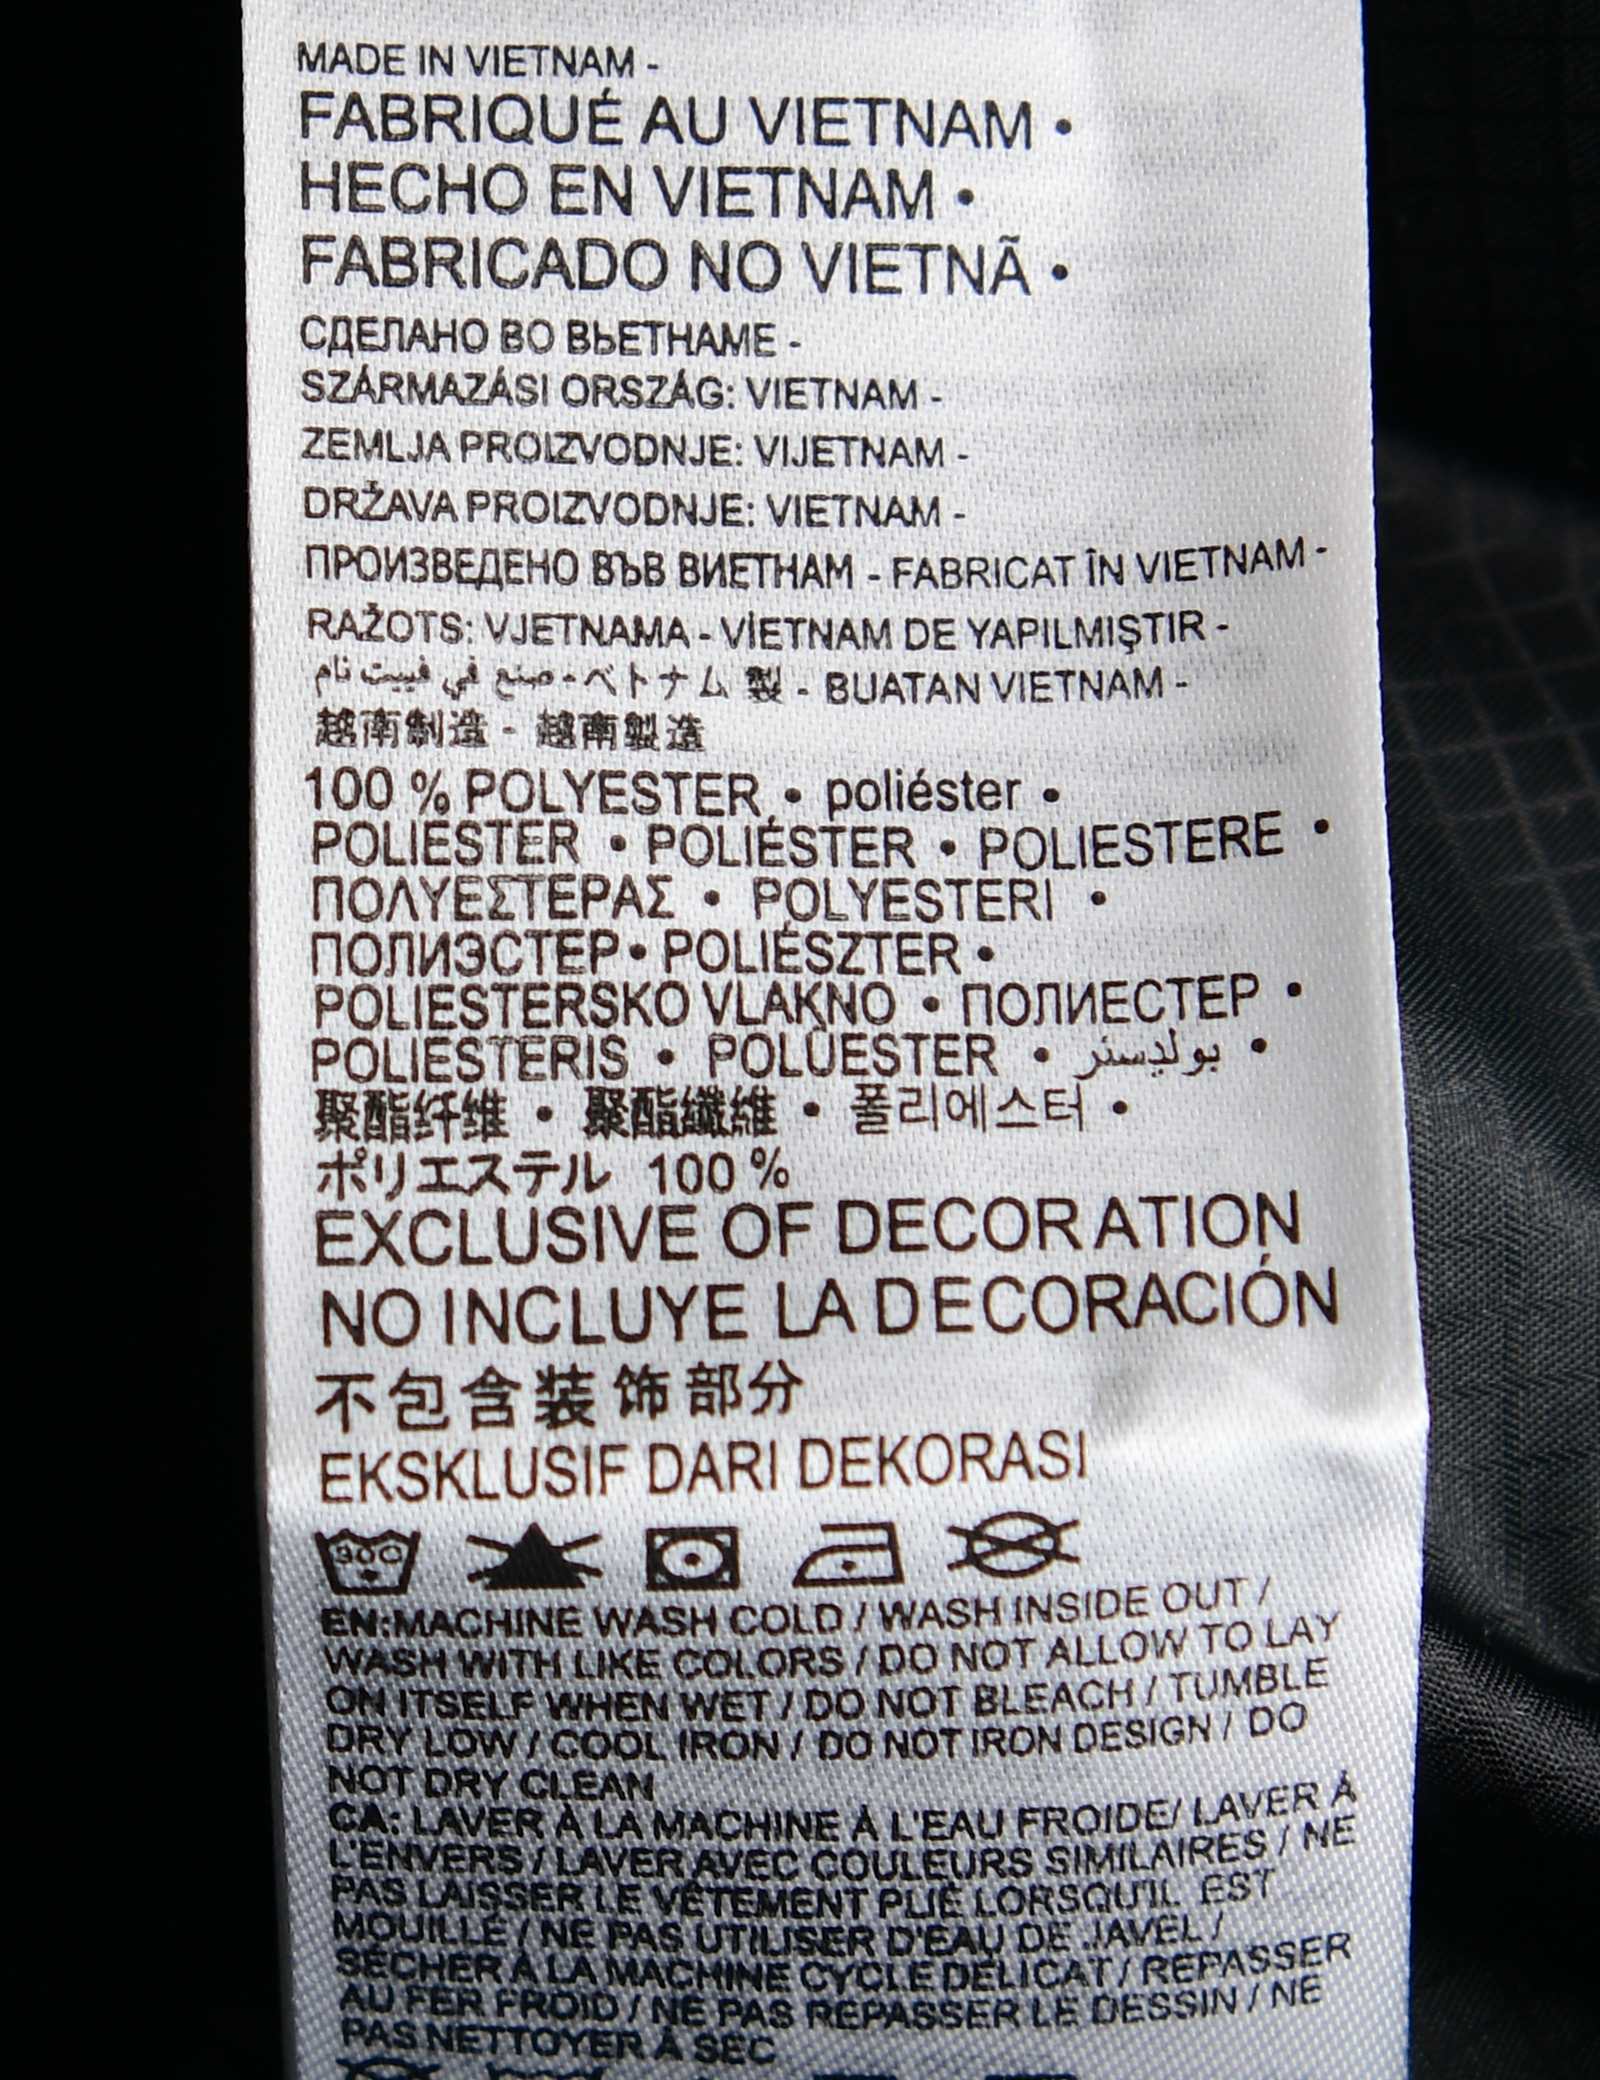 MADE IN VIETNAM -
FABRIQUÉ AU VIETNAM •
HECHO EN VIETNAM •
FABRICADO NO VIETNÃ •
СДЕЛАНО ВО ВЬЕТНАМЕ -
SZÁRMAZÁSI ORSZÁG: VIETNAM -
ZEMLJA PROIZVODNJE: VIJETNAM -
DRŽAVA PROIZVODNJE: VIETNAM -
ПРОИЗВЕДЕНО ВЪВ ВИЕТНАМ - FABRICAT ÎN VIETNAM -
RAŽOTS: VJETNAMA - VİETNAM DE YAPILMIŞTIR -
صنع في فييت نام - ベトナム 製 - BUATAN VIETNAM -
越南制造 - 越南製造
100 % POLYESTER • poliéster •
POLIESTER • POLIÉSTER • POLIESTERE •
ΠΟΛΥΕΣΤΕΡΑΣ • POLYESTERI •
ПОЛИЭСТЕР • POLIÉSZTER •
POLIESTERSKO VLAKNO • ПОЛИЕСТЕР •
POLIESTERIS • POLÜESTER • بوليستر •
聚酯纤维 • 聚酯纖維 • 폴리에스터 •
ポリエステル 100 %
EXCLUSIVE OF DECORATION
NO INCLUYE LA DECORACIÓN
不包含装饰部分
EKSKLUSIF DARI DEKORASI
30C
EN:MACHINE WASH COLD / WASH INSIDE OUT /
WASH WITH LIKE COLORS / DO NOT ALLOW TO LAY
ON ITSELF WHEN WET / DO NOT BLEACH / TUMBLE
DRY LOW / COOL IRON / DO NOT IRON DESIGN / DO
NOT DRY CLEAN
CA: LAVER À LA MACHINE À L'EAU FROIDE/ LAVER À
L'ENVERS / LAVER AVEC COULEURS SIMILAIRES / NE
PAS LAISSER LE VÊTEMENT PLIÉ LORSQU'IL EST
MOUILLÉ / NE PAS UTILISER D'EAU DE JAVEL /
SÉCHER À LA MACHINE CYCLE DÉLICAT / REPASSER
AU FER FROID / NE PAS REPASSER LE DESSIN / NE
PAS NETTOYER À SEC